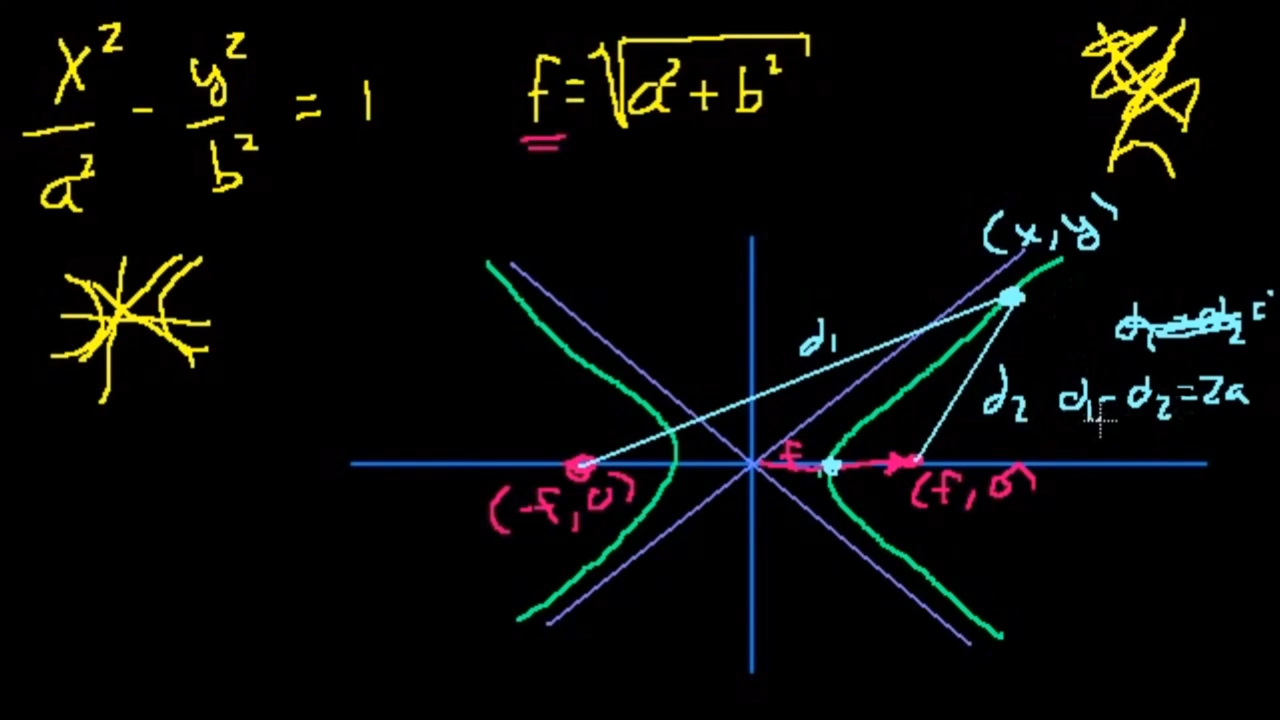 x²/a² - y²/b² = 1
f = √(a² + b²)
(x, y)
d₁
d₂
d₁ - d₂ = 2a
f
(-f, 0)
(f, 0)